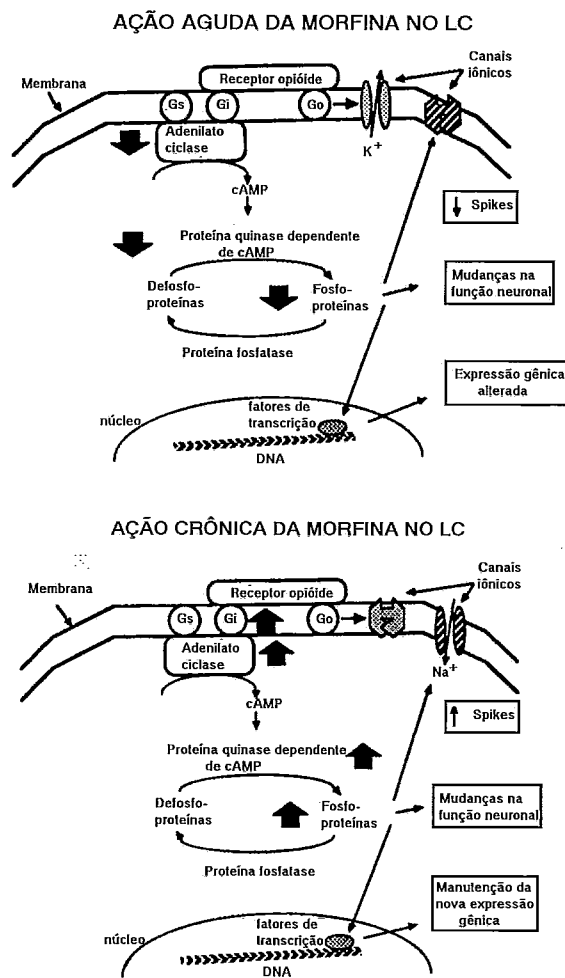 AÇÃO AGUDA DA MORFINA NO LC
Canais
iônicos
Receptor opióide
Membrana
Gs
Gi
Go
Adenilato
ciclase
K+
cAMP
Spikes
Proteína quinase dependente
de cAMP
Defosfo-
proteínas
Fosfo-
proteínas
Mudanças na
função neuronal
Proteína fosfatase
Expressão gênica
alterada
núcleo
fatores de
transcrição
DNA
AÇÃO CRÔNICA DA MORFINA NO LC
Canais
iônicos
Membrana
Receptor opióide
Gs
Gi
Go
Adenilato
ciclase
Na+
cAMP
Spikes
Proteína quinase dependente
de cAMP
Defosfo-
proteínas
Fosfo-
proteínas
Mudanças na
função neuronal
Proteína fosfatase
Manutenção da
nova expressão
gênica
núcleo
fatores de
transcrição
DNA